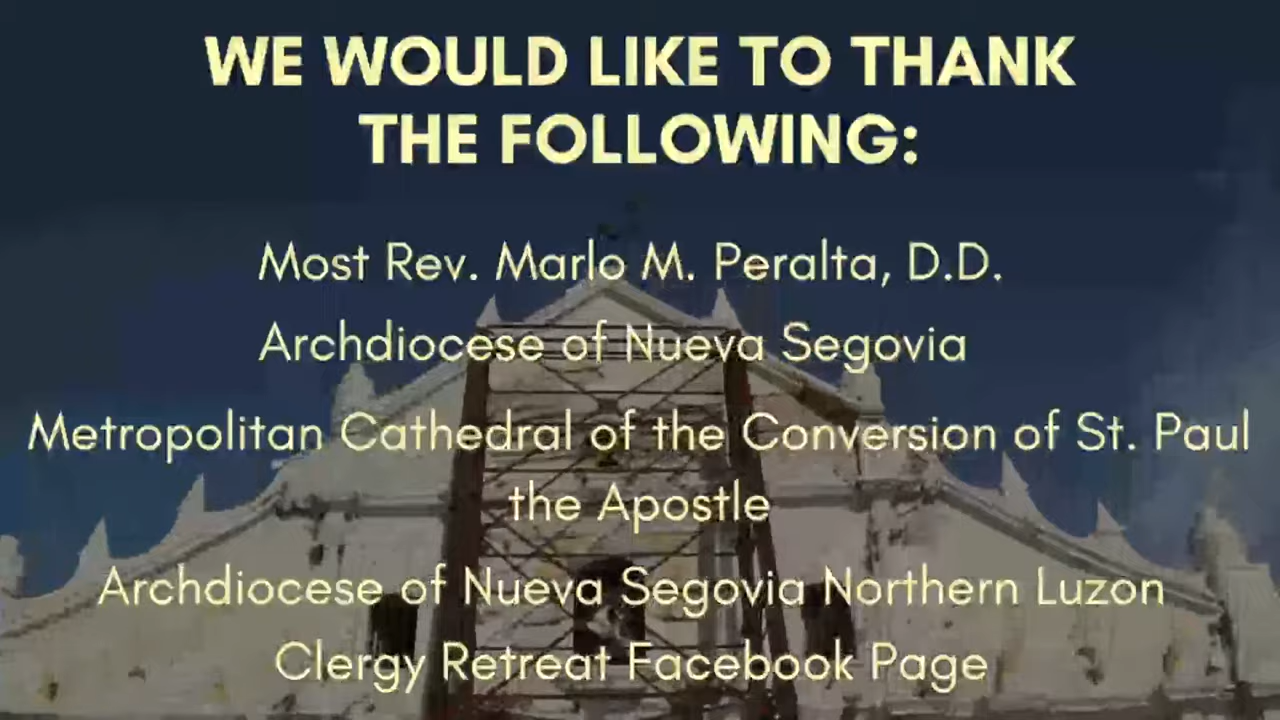 WE WOULD LIKE TO THANK
THE FOLLOWING:
Most Rev. Marlo M. Peralta, D.D.
Archdiocese of Nueva Segovia
Metropolitan Cathedral of the Conversion of St. Paul
the Apostle
Archdiocese of Nueva Segovia Northern Luzon
Clergy Retreat Facebook Page